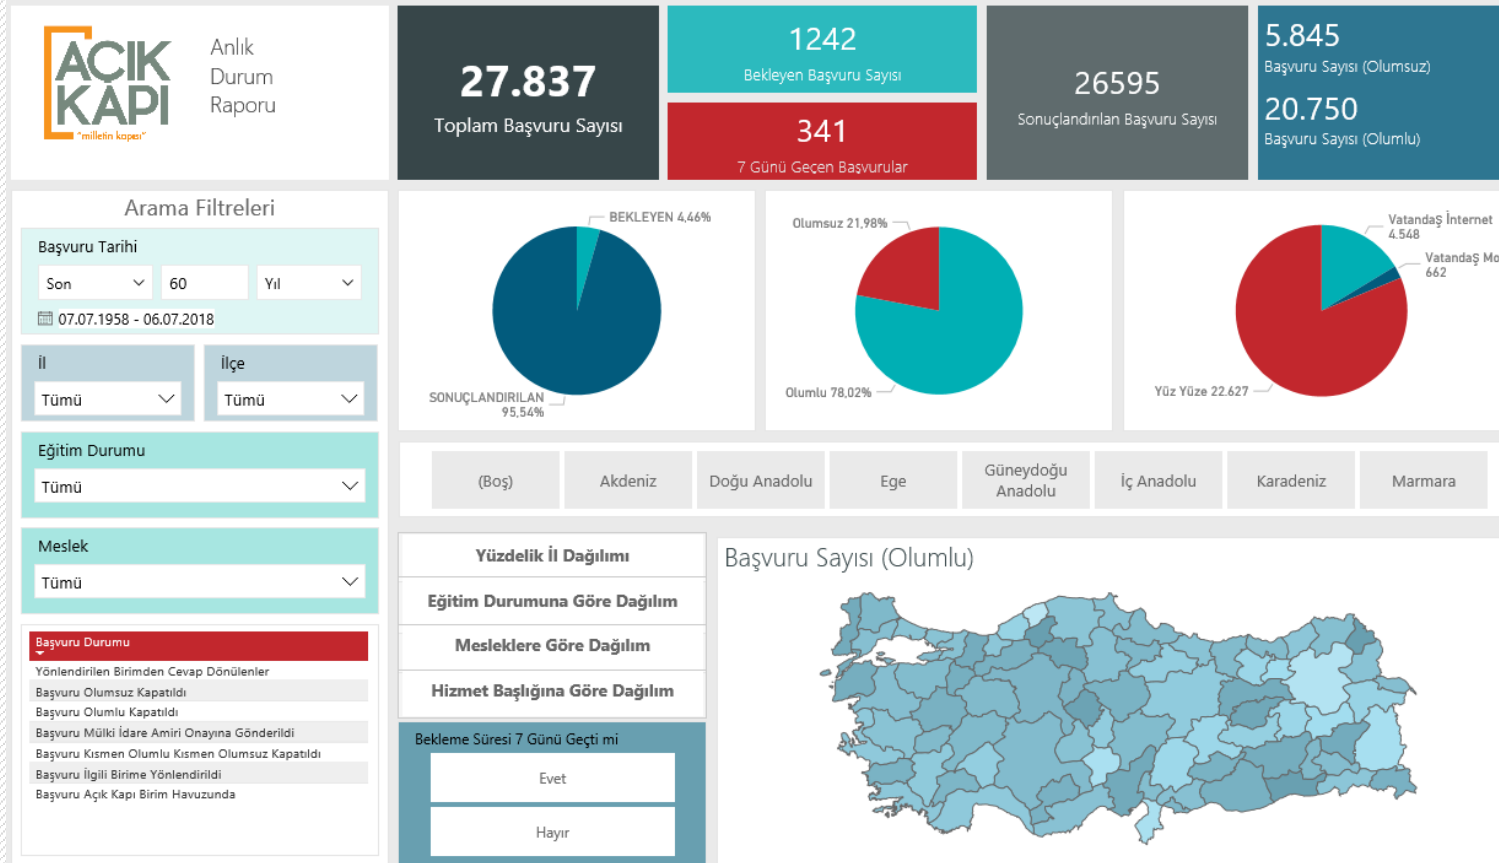 AÇIK
KAPI
"milletin kapısı"
Anlık
Durum
Raporu
27.837
Toplam Başvuru Sayısı
1242
Bekleyen Başvuru Sayısı
341
7 Günü Geçen Başvurular
26595
Sonuçlandırılan Başvuru Sayısı
5.845
Başvuru Sayısı (Olumsuz)
20.750
Başvuru Sayısı (Olumlu)
Arama Filtreleri
Başvuru Tarihi
Son 60 Yıl
07.07.1958 - 06.07.2018
İl İlçe
Tümü Tümü
Eğitim Durumu
Tümü
Meslek
Tümü
Başvuru Durumu
Yönlendirilen Birimden Cevap Dönülenler
Başvuru Olumsuz Kapatıldı
Başvuru Olumlu Kapatıldı
Başvuru Mülki İdare Amiri Onayına Gönderildi
Başvuru Kısmen Olumlu Kısmen Olumsuz Kapatıldı
Başvuru İlgili Birime Yönlendirildi
Başvuru Açık Kapı Birim Havuzunda
BEKLEYEN 4,46%
SONUÇLANDIRILAN
95,54%
Olumsuz 21,98%
Olumlu 78,02%
Vatandaş İnternet
4.548
Vatandaş Mo
662
Yüz Yüze 22.627
(Boş) Akdeniz Doğu Anadolu Ege Güneydoğu Anadolu İç Anadolu Karadeniz Marmara
Yüzdelik İl Dağılımı
Eğitim Durumuna Göre Dağılım
Mesleklere Göre Dağılım
Hizmet Başlığına Göre Dağılım
Bekleme Süresi 7 Günü Geçti mi
Evet
Hayır
Başvuru Sayısı (Olumlu)